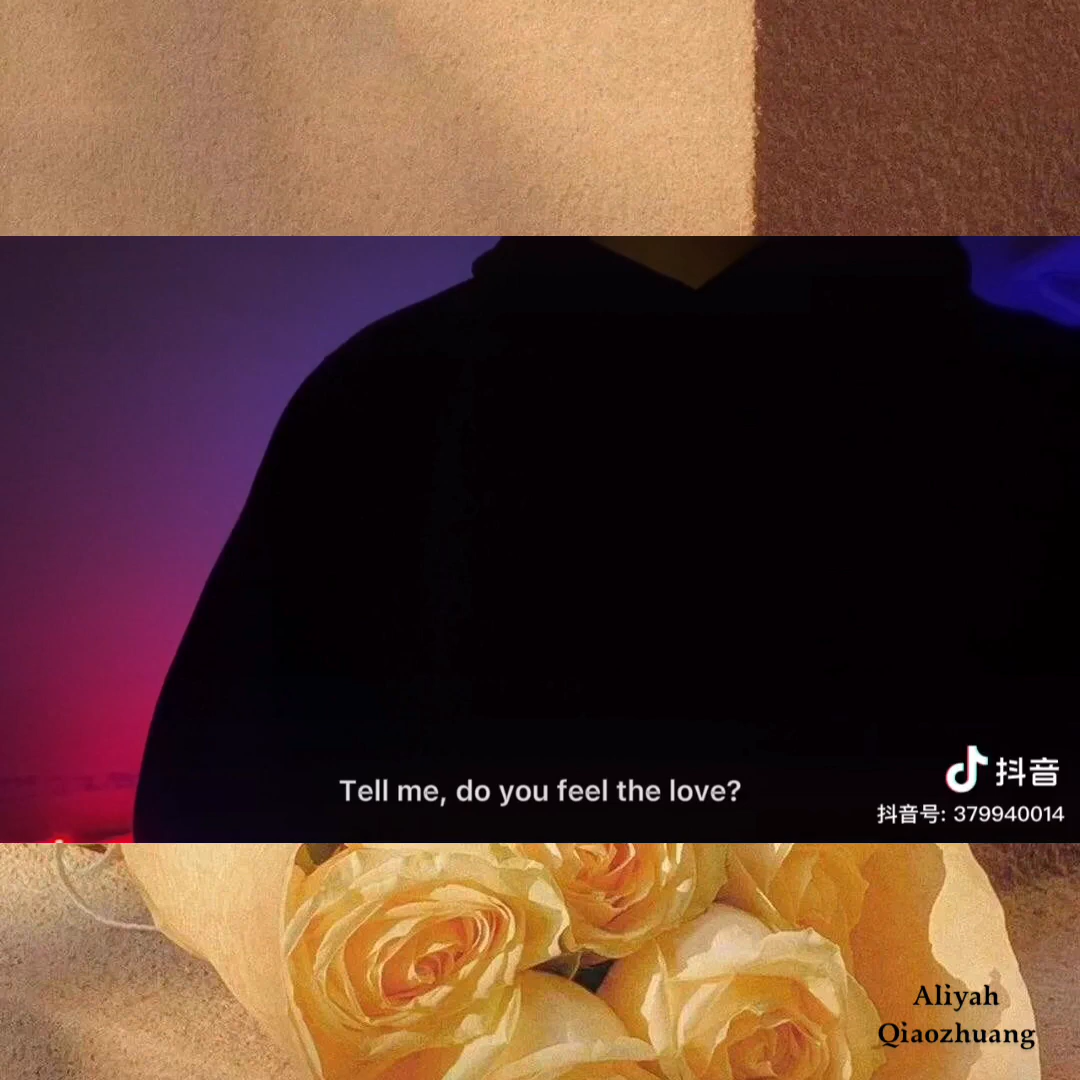 Tell me, do you feel the love?
抖音
抖音号: 379940014
Aliyah
Qiaozhuang